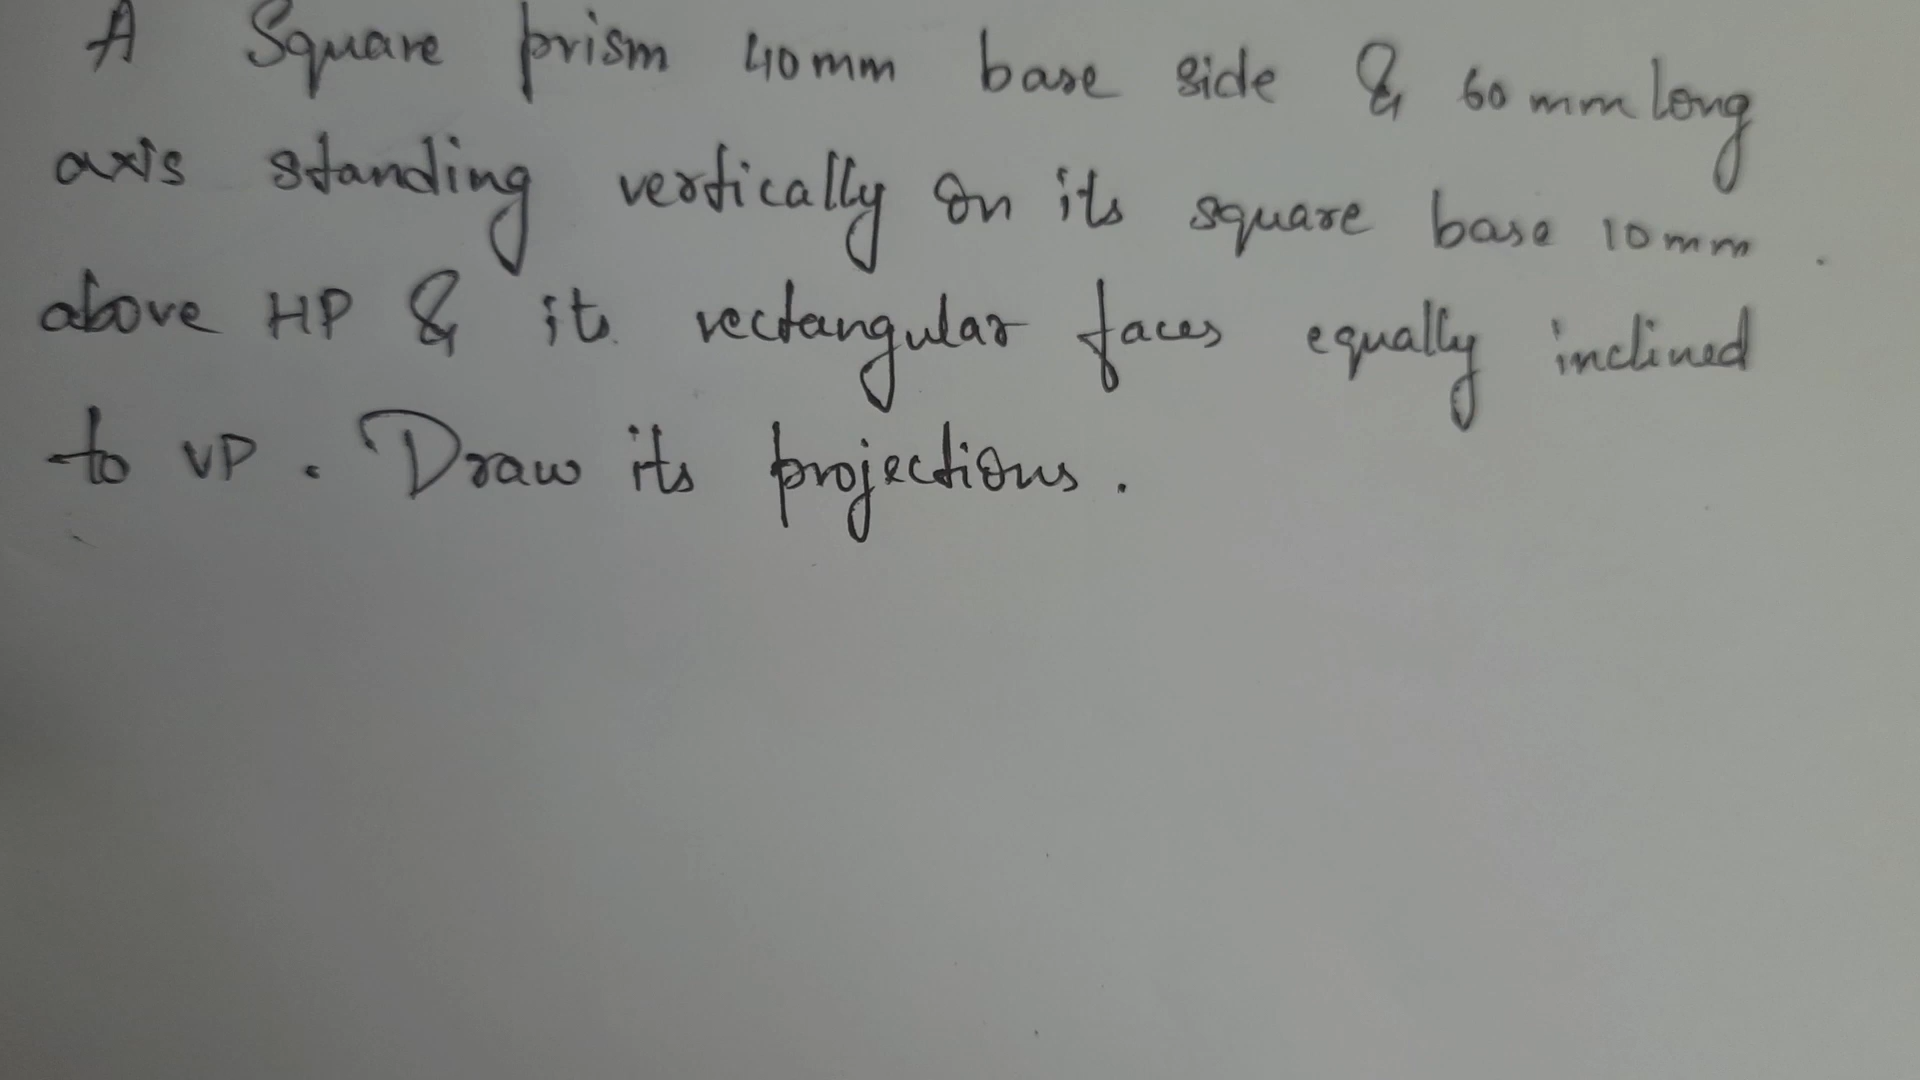 A Square prism 40mm base side & 60 mm long
axis standing vertically on its square base 10mm
above HP & its rectangular faces equally inclined
to VP. Draw its projections.